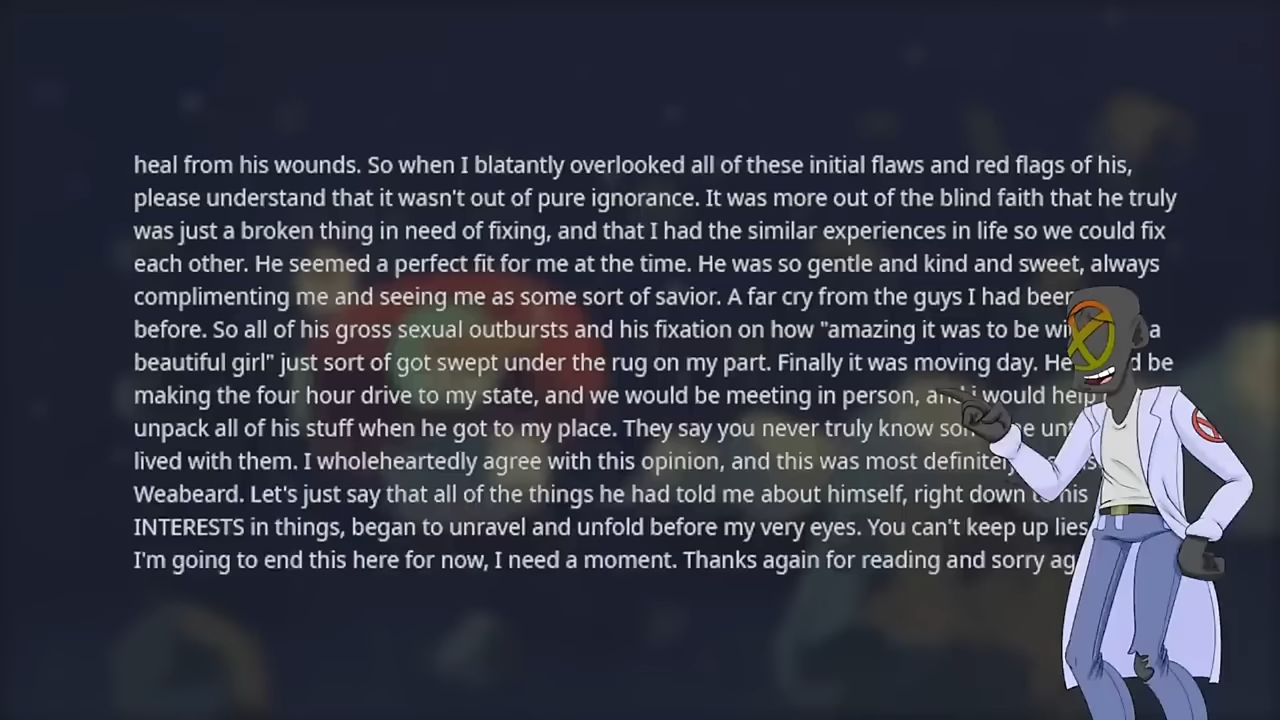 heal from his wounds. So when I blatantly overlooked all of these initial flaws and red flags of his,
please understand that it wasn't out of pure ignorance. It was more out of the blind faith that he truly
was just a broken thing in need of fixing, and that I had the similar experiences in life so we could fix
each other. He seemed a perfect fit for me at the time. He was so gentle and kind and sweet, always
complimenting me and seeing me as some sort of savior. A far cry from the guys I had been
before. So all of his gross sexual outbursts and his fixation on how "amazing it was to be a
beautiful girl" just sort of got swept under the rug on my part. Finally it was moving day. He be
making the four hour drive to my state, and we would be meeting in person, and i would help
unpack all of his stuff when he got to my place. They say you never truly know
lived with them. I wholeheartedly agree with this opinion, and this was most definitely
Weabeard. Let's just say that all of the things he had told me about himself, right down to his
INTERESTS in things, began to unravel and unfold before my very eyes. You can't keep up lies
I'm going to end this here for now, I need a moment. Thanks again for reading and sorry